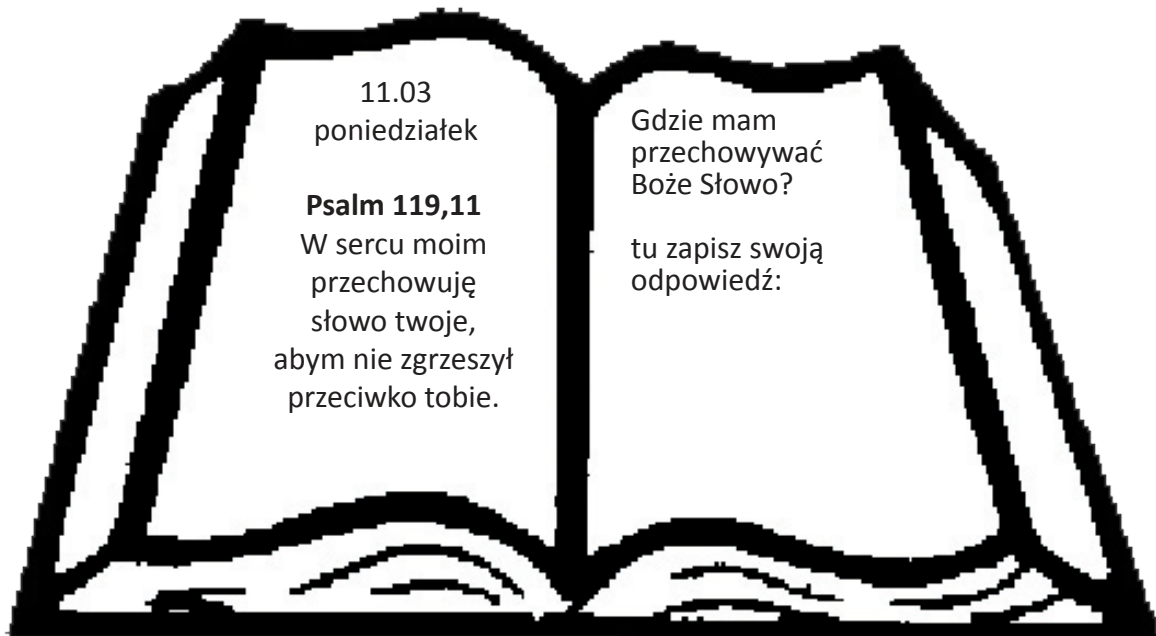 11.03
poniedziałek
Psalm 119,11
W sercu moim
przechowuję
słowo twoje,
abym nie zgrzeszył
przeciwko tobie.
Gdzie mam
przechowywać
Boże Słowo?
tu zapisz swoją
odpowiedź: